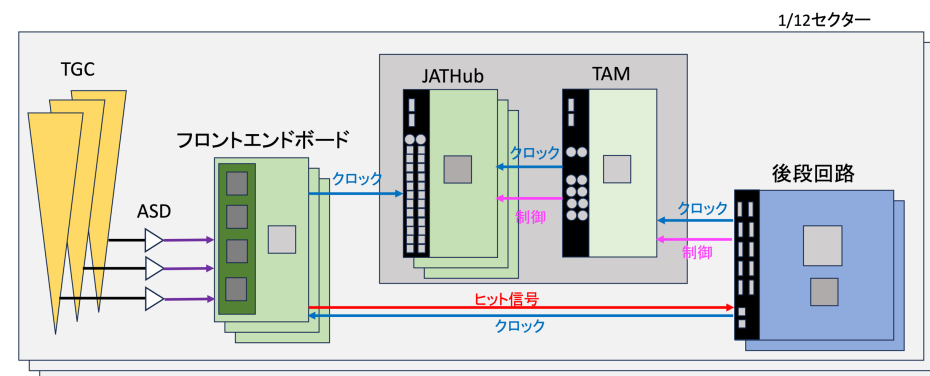 1/12セクター
TGC
JATHub
TAM
フロントエンドボード
クロック
クロック
後段回路
ASD
制御
クロック
制御
ヒット信号
クロック